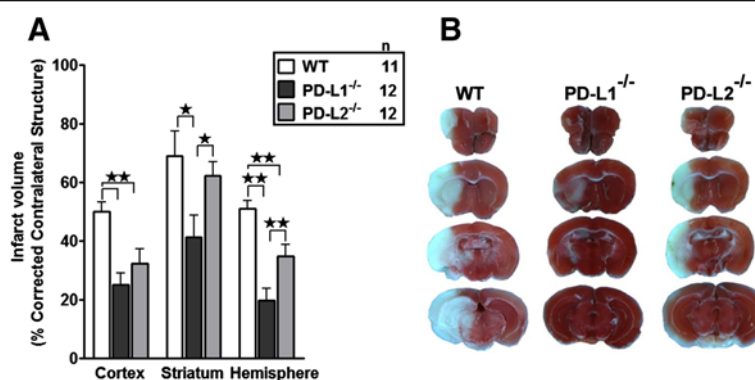 A
B
n
WT 11
PD-L1-/- 12
PD-L2-/- 12
Infarct volume
(% Corrected Contralateral Structure)
100
80
60
40
20
0
★
★
★★
★★
★★
★★
Cortex Striatum Hemisphere
WT PD-L1-/- PD-L2-/-